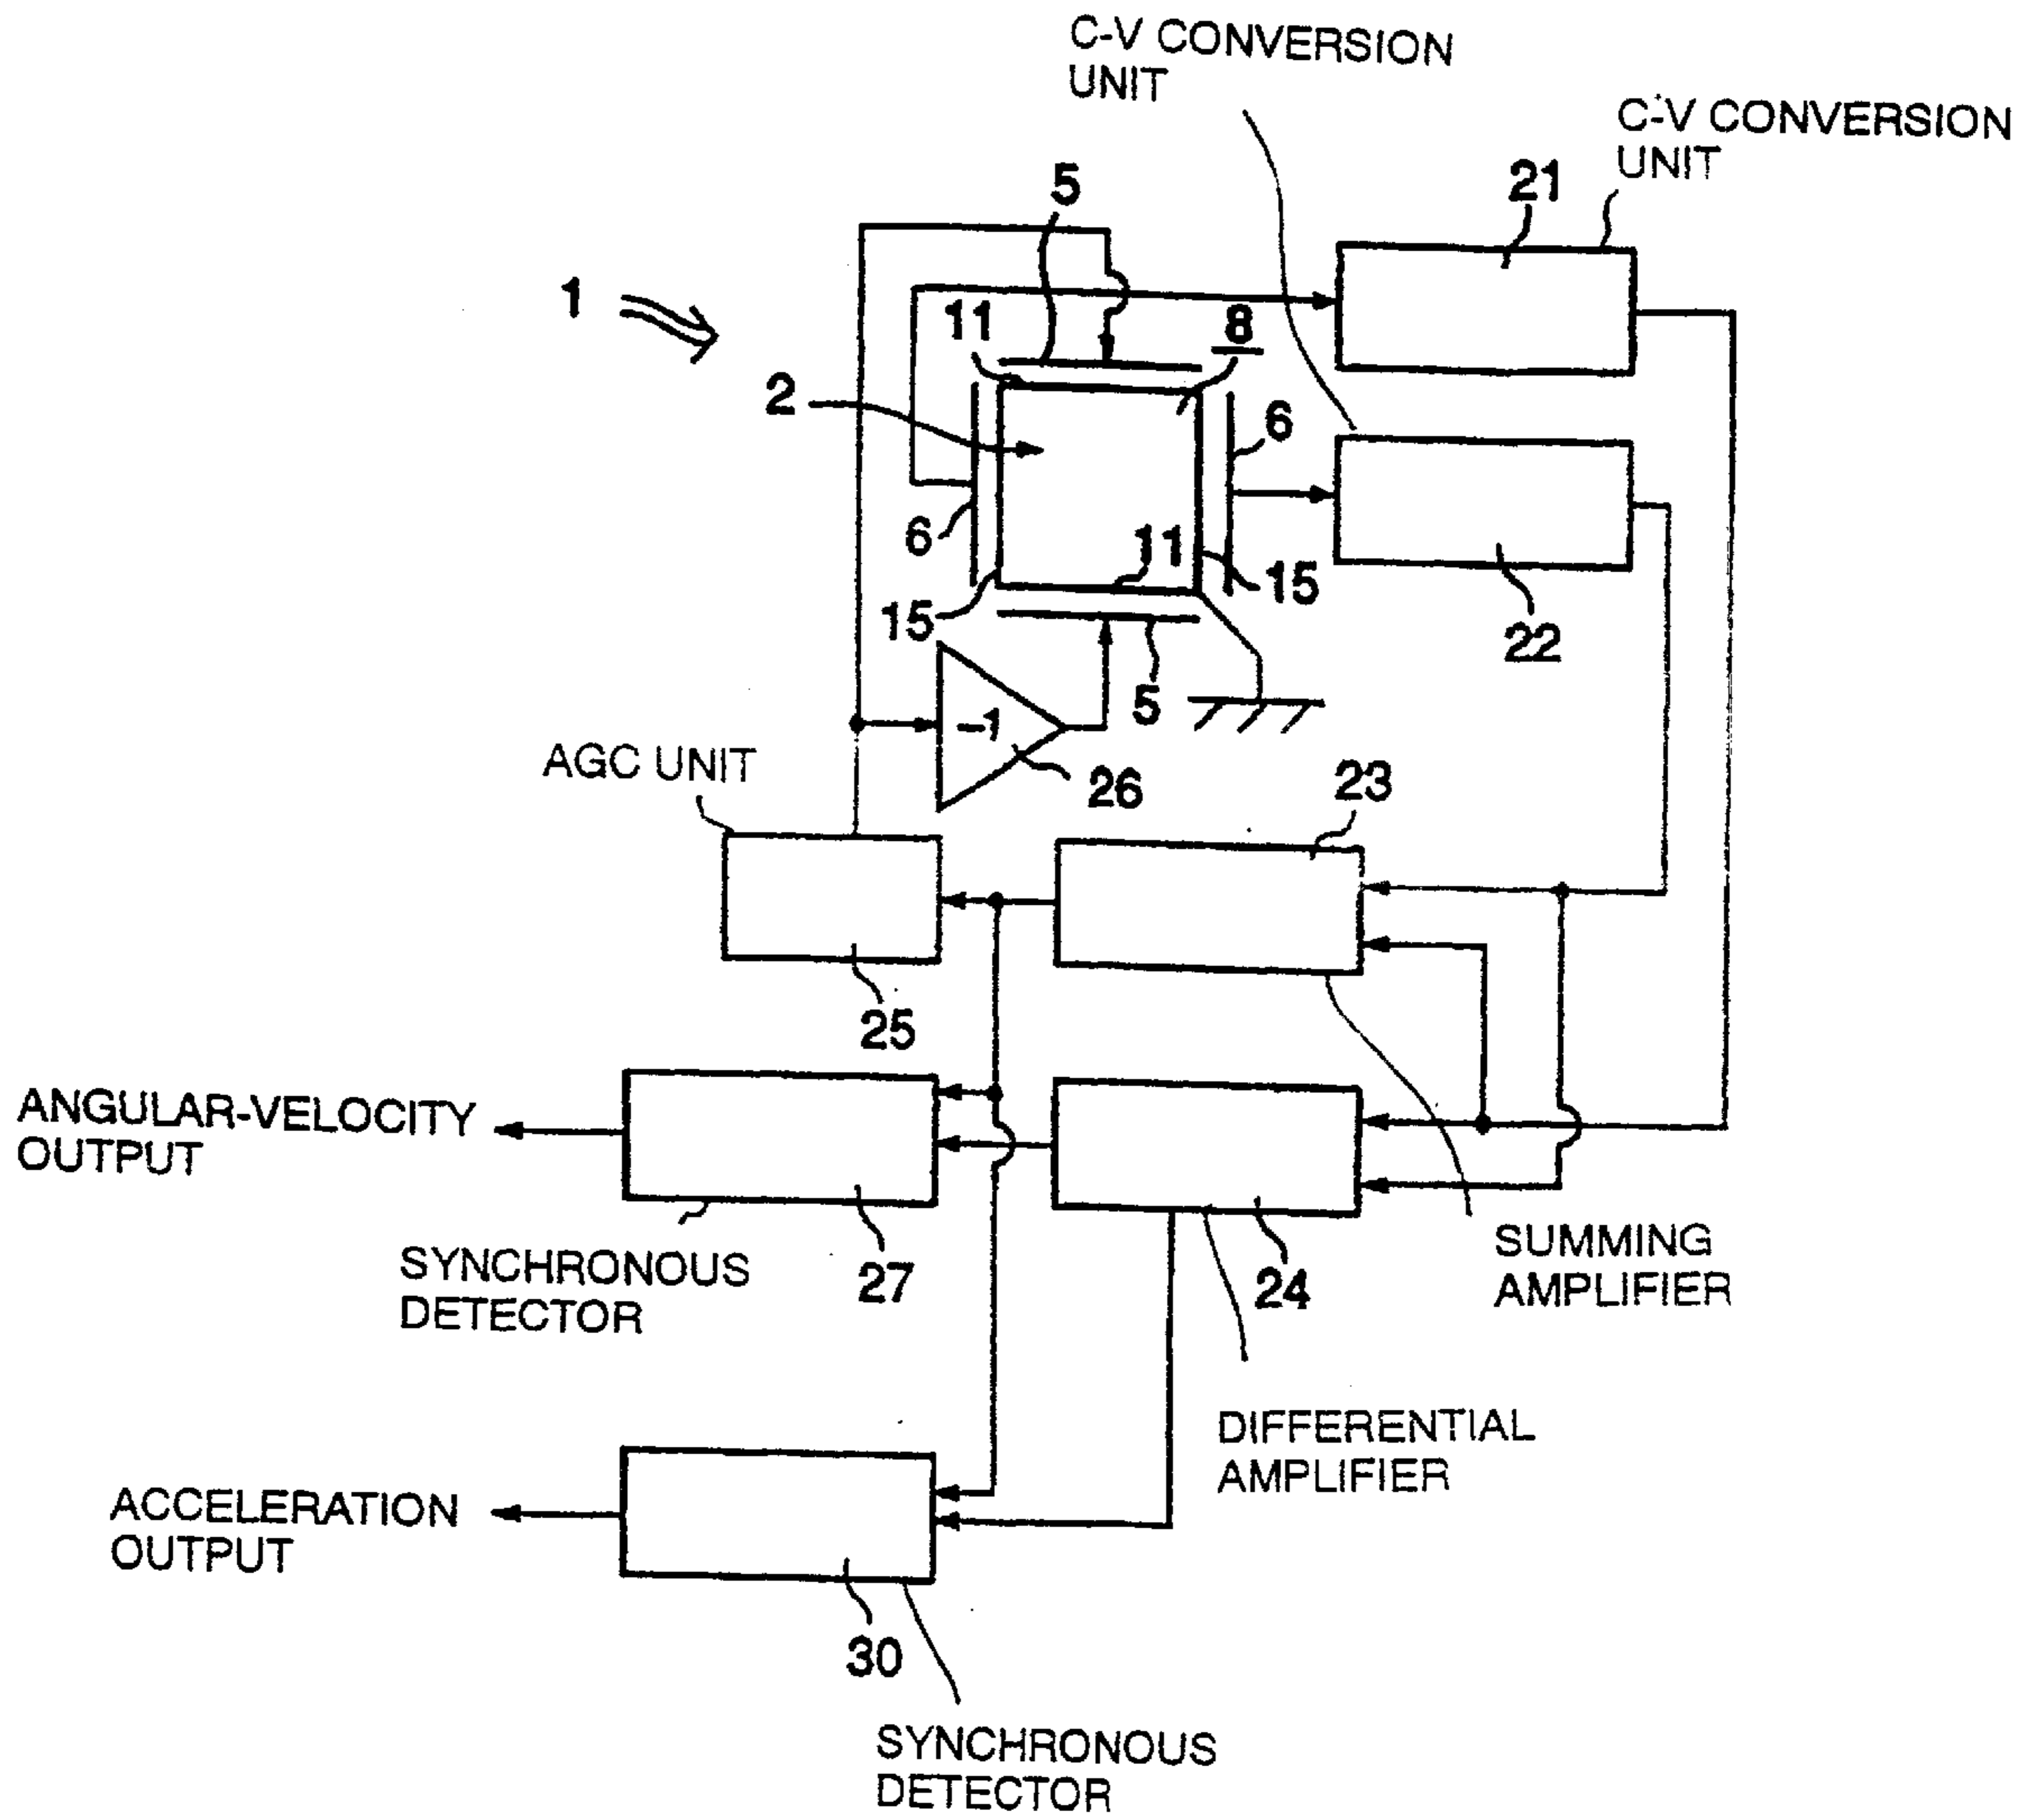 C-V CONVERSION
UNIT
C-V CONVERSION
UNIT
5
21
1
11
8
2
6
6
11
15
15
22
5
-1
26
AGC UNIT
23
25
ANGULAR-VELOCITY
OUTPUT
SYNCHRONOUS
DETECTOR
27
24
SUMMING
AMPLIFIER
DIFFERENTIAL
AMPLIFIER
ACCELERATION
OUTPUT
30
SYNCHRONOUS
DETECTOR